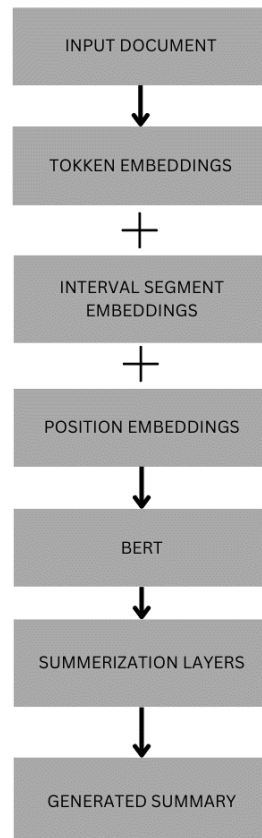 INPUT DOCUMENT
TOKKEN EMBEDDINGS
+
INTERVAL SEGMENT
EMBEDDINGS
+
POSITION EMBEDDINGS
BERT
SUMMERIZATION LAYERS
GENERATED SUMMARY